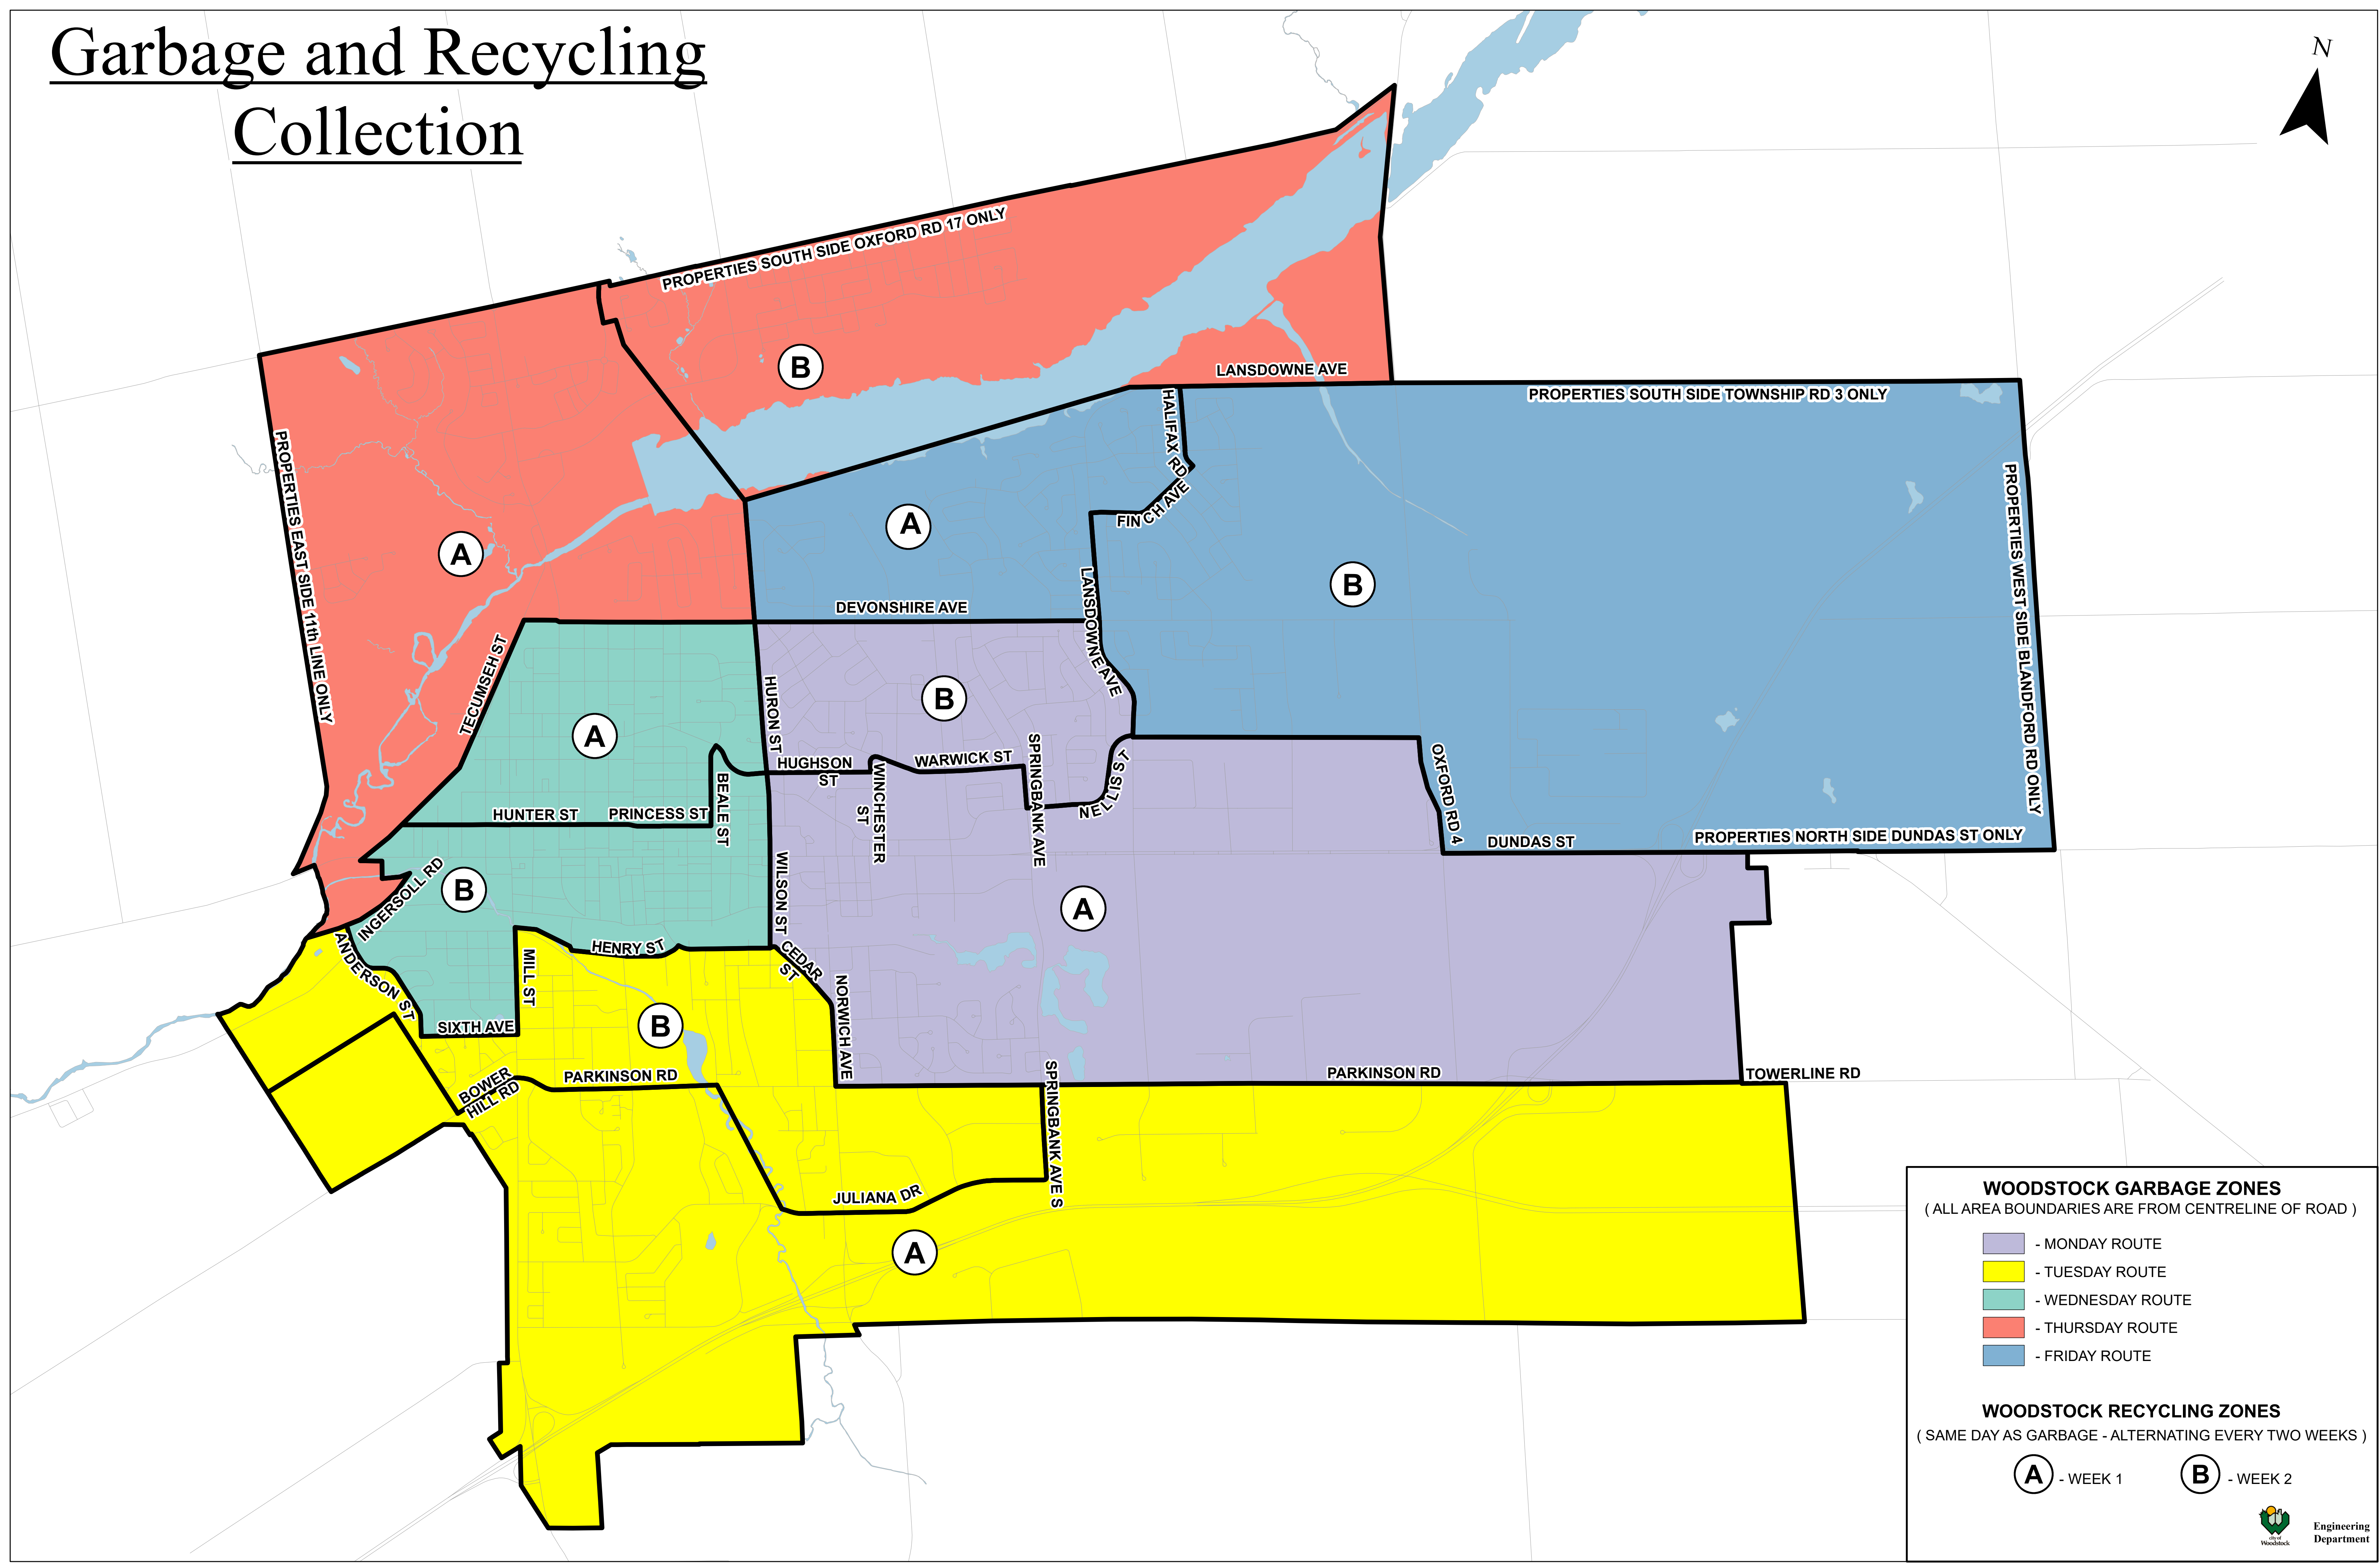 Garbage and Recycling
Collection
N
PROPERTIES SOUTH SIDE OXFORD RD 17 ONLY
B
LANSDOWNE AVE
PROPERTIES SOUTH SIDE TOWNSHIP RD 3 ONLY
HALIFAX RD
FINCH AVE
PROPERTIES EAST SIDE 11th LINE ONLY
A
A
B
PROPERTIES WEST SIDE BLANDFORD RD ONLY
DEVONSHIRE AVE
LANSDOWNE AVE
TECUMSEH ST
A
HURON ST
B
HUGHSON
ST
WINCHESTER
ST
WARWICK ST
SPRINGBANK AVE
NELLIS ST
OXFORD RD 4
HUNTER ST
PRINCESS ST
BEALE ST
DUNDAS ST
PROPERTIES NORTH SIDE DUNDAS ST ONLY
INGERSOLL RD
B
WILSON ST
A
ANDERSON ST
HENRY ST
CEDAR
ST
MILL ST
SIXTH AVE
B
NORWICH AVE
BOWER
HILL RD
PARKINSON RD
PARKINSON RD
TOWERLINE RD
SPRINGBANK AVE S
JULIANA DR
A
WOODSTOCK GARBAGE ZONES
( ALL AREA BOUNDARIES ARE FROM CENTRELINE OF ROAD )
- MONDAY ROUTE
- TUESDAY ROUTE
- WEDNESDAY ROUTE
- THURSDAY ROUTE
- FRIDAY ROUTE
WOODSTOCK RECYCLING ZONES
( SAME DAY AS GARBAGE - ALTERNATING EVERY TWO WEEKS )
A - WEEK 1 B - WEEK 2
city of
Woodstock
Engineering
Department